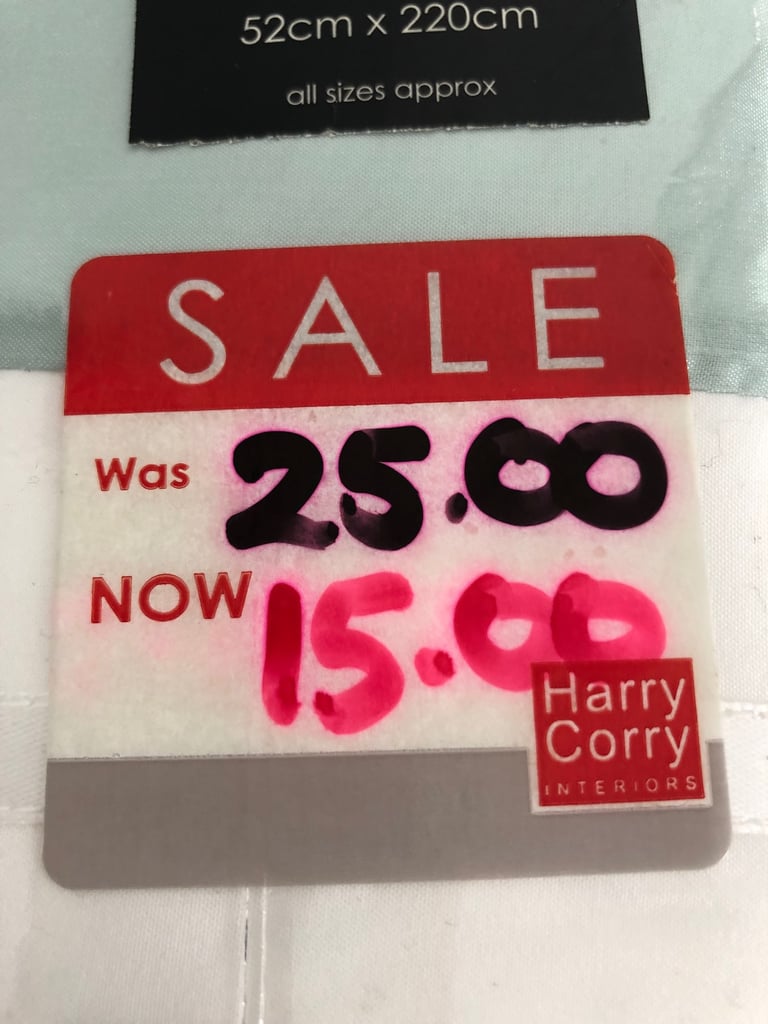 52cm x 220cm
all sizes approx
SALE
Was 25.00
NOW 15.00
Harry
Corry
INTERIORS